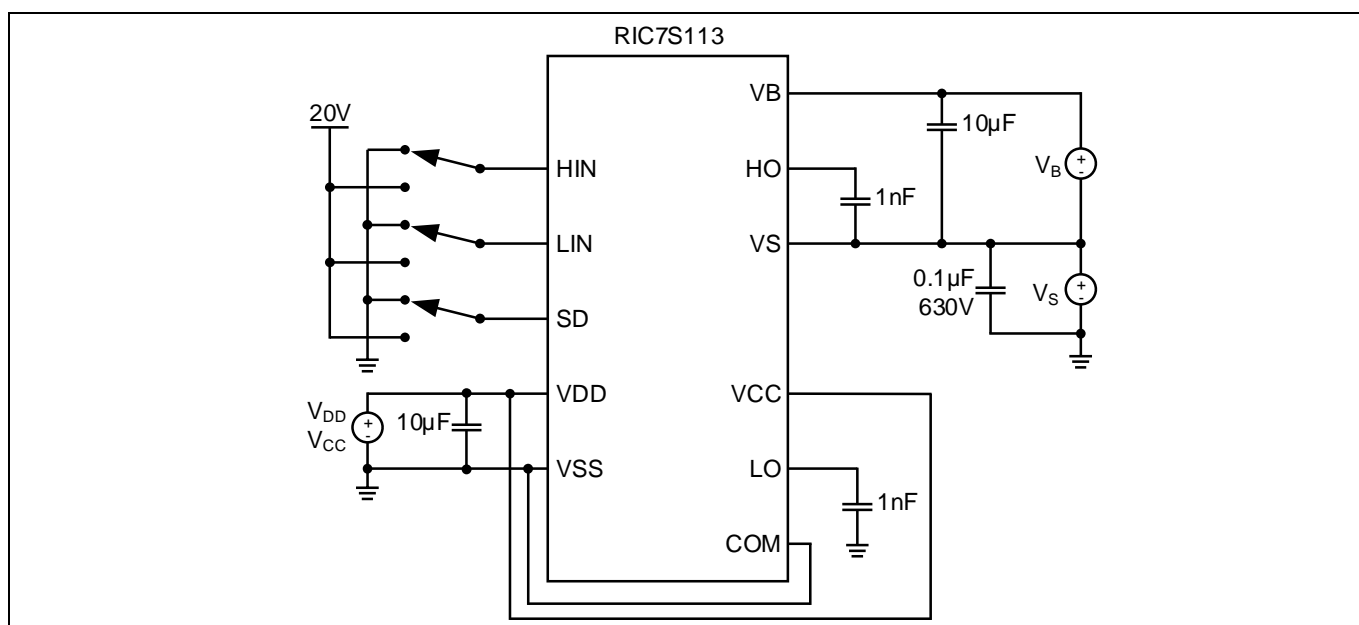 RIC7S113
20V
HIN
LIN
SD
VDD
VSS
VB
HO
VS
VCC
LO
COM
10µF
1nF
0.1µF
630V
V_B
+
-
V_S
+
-
V_DD
V_CC
+
-
10µF
1nF